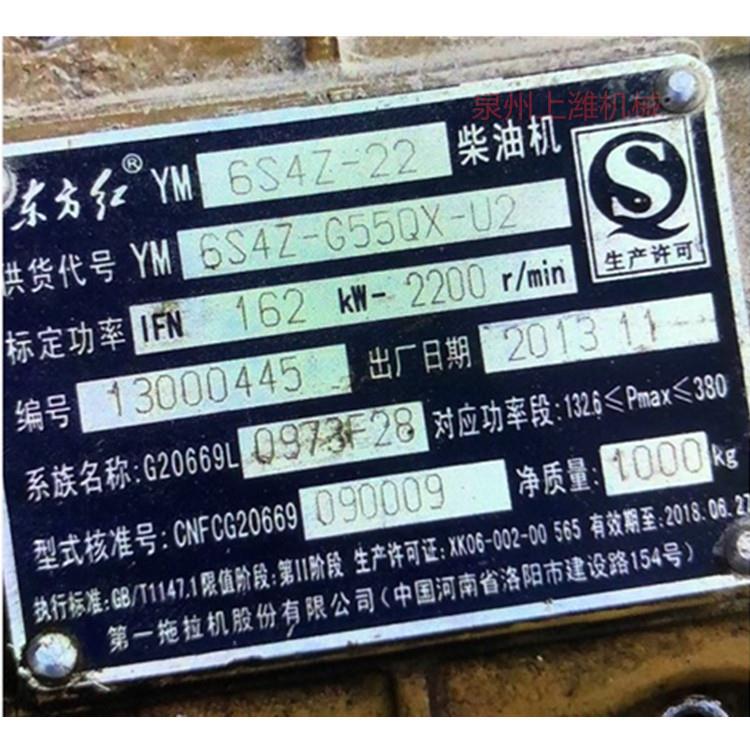 泉州上潍机械
东方红® YM 6S4Z-22 柴油机
供货代号 YM 6S4Z-G55QX-U2
标定功率 IFN 162 kW- 2200 r/min
编号 13000445 出厂日期 2013 11
系族名称:G20669L 0973F28 对应功率段:132.6≤Pmax≤380
型式核准号:CNFCG20669 090009 净质量: 1000 kg
执行标准:GB/T1147.1 限值阶段:第II阶段 生产许可证:XK06-002-00 565 有效期至:2018.06.27
第一拖拉机股份有限公司(中国河南省洛阳市建设路154号)
QS
生产许可